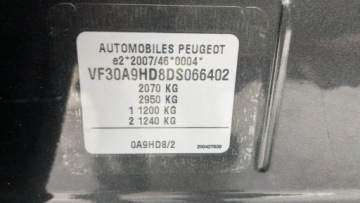 AUTOMOBILES PEUGEOT
e2*2007/46*0004*
VF30A9HD8DS066402
2070 KG
2950 KG
1 1200 KG
2 1240 KG
0A9HD8/2